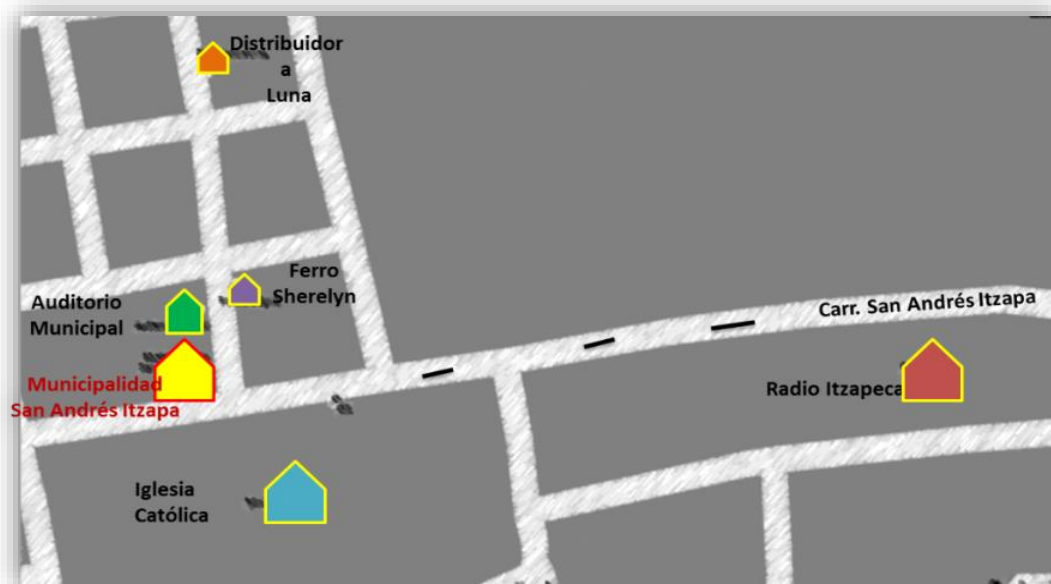 Distribuidor
a
Luna
Ferro
Sherelyn
Auditorio
Municipal
Carr. San Andrés Itzapa
Municipalidad
San Andrés Itzapa
Radio Itzapeca
Iglesia
Católica